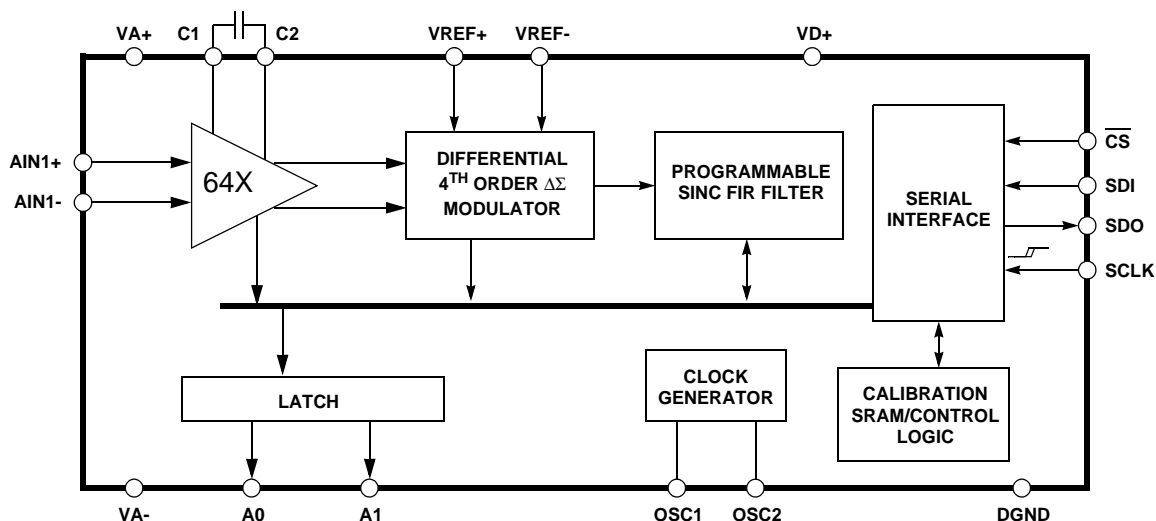 VA+
C1
C2
VREF+
VREF-
VD+
AIN1+
AIN1-
64X
DIFFERENTIAL
4TH ORDER ΔΣ
MODULATOR
PROGRAMMABLE
SINC FIR FILTER
SERIAL
INTERFACE
CS
SDI
SDO
SCLK
LATCH
CLOCK
GENERATOR
CALIBRATION
SRAM/CONTROL
LOGIC
VA-
A0
A1
OSC1
OSC2
DGND